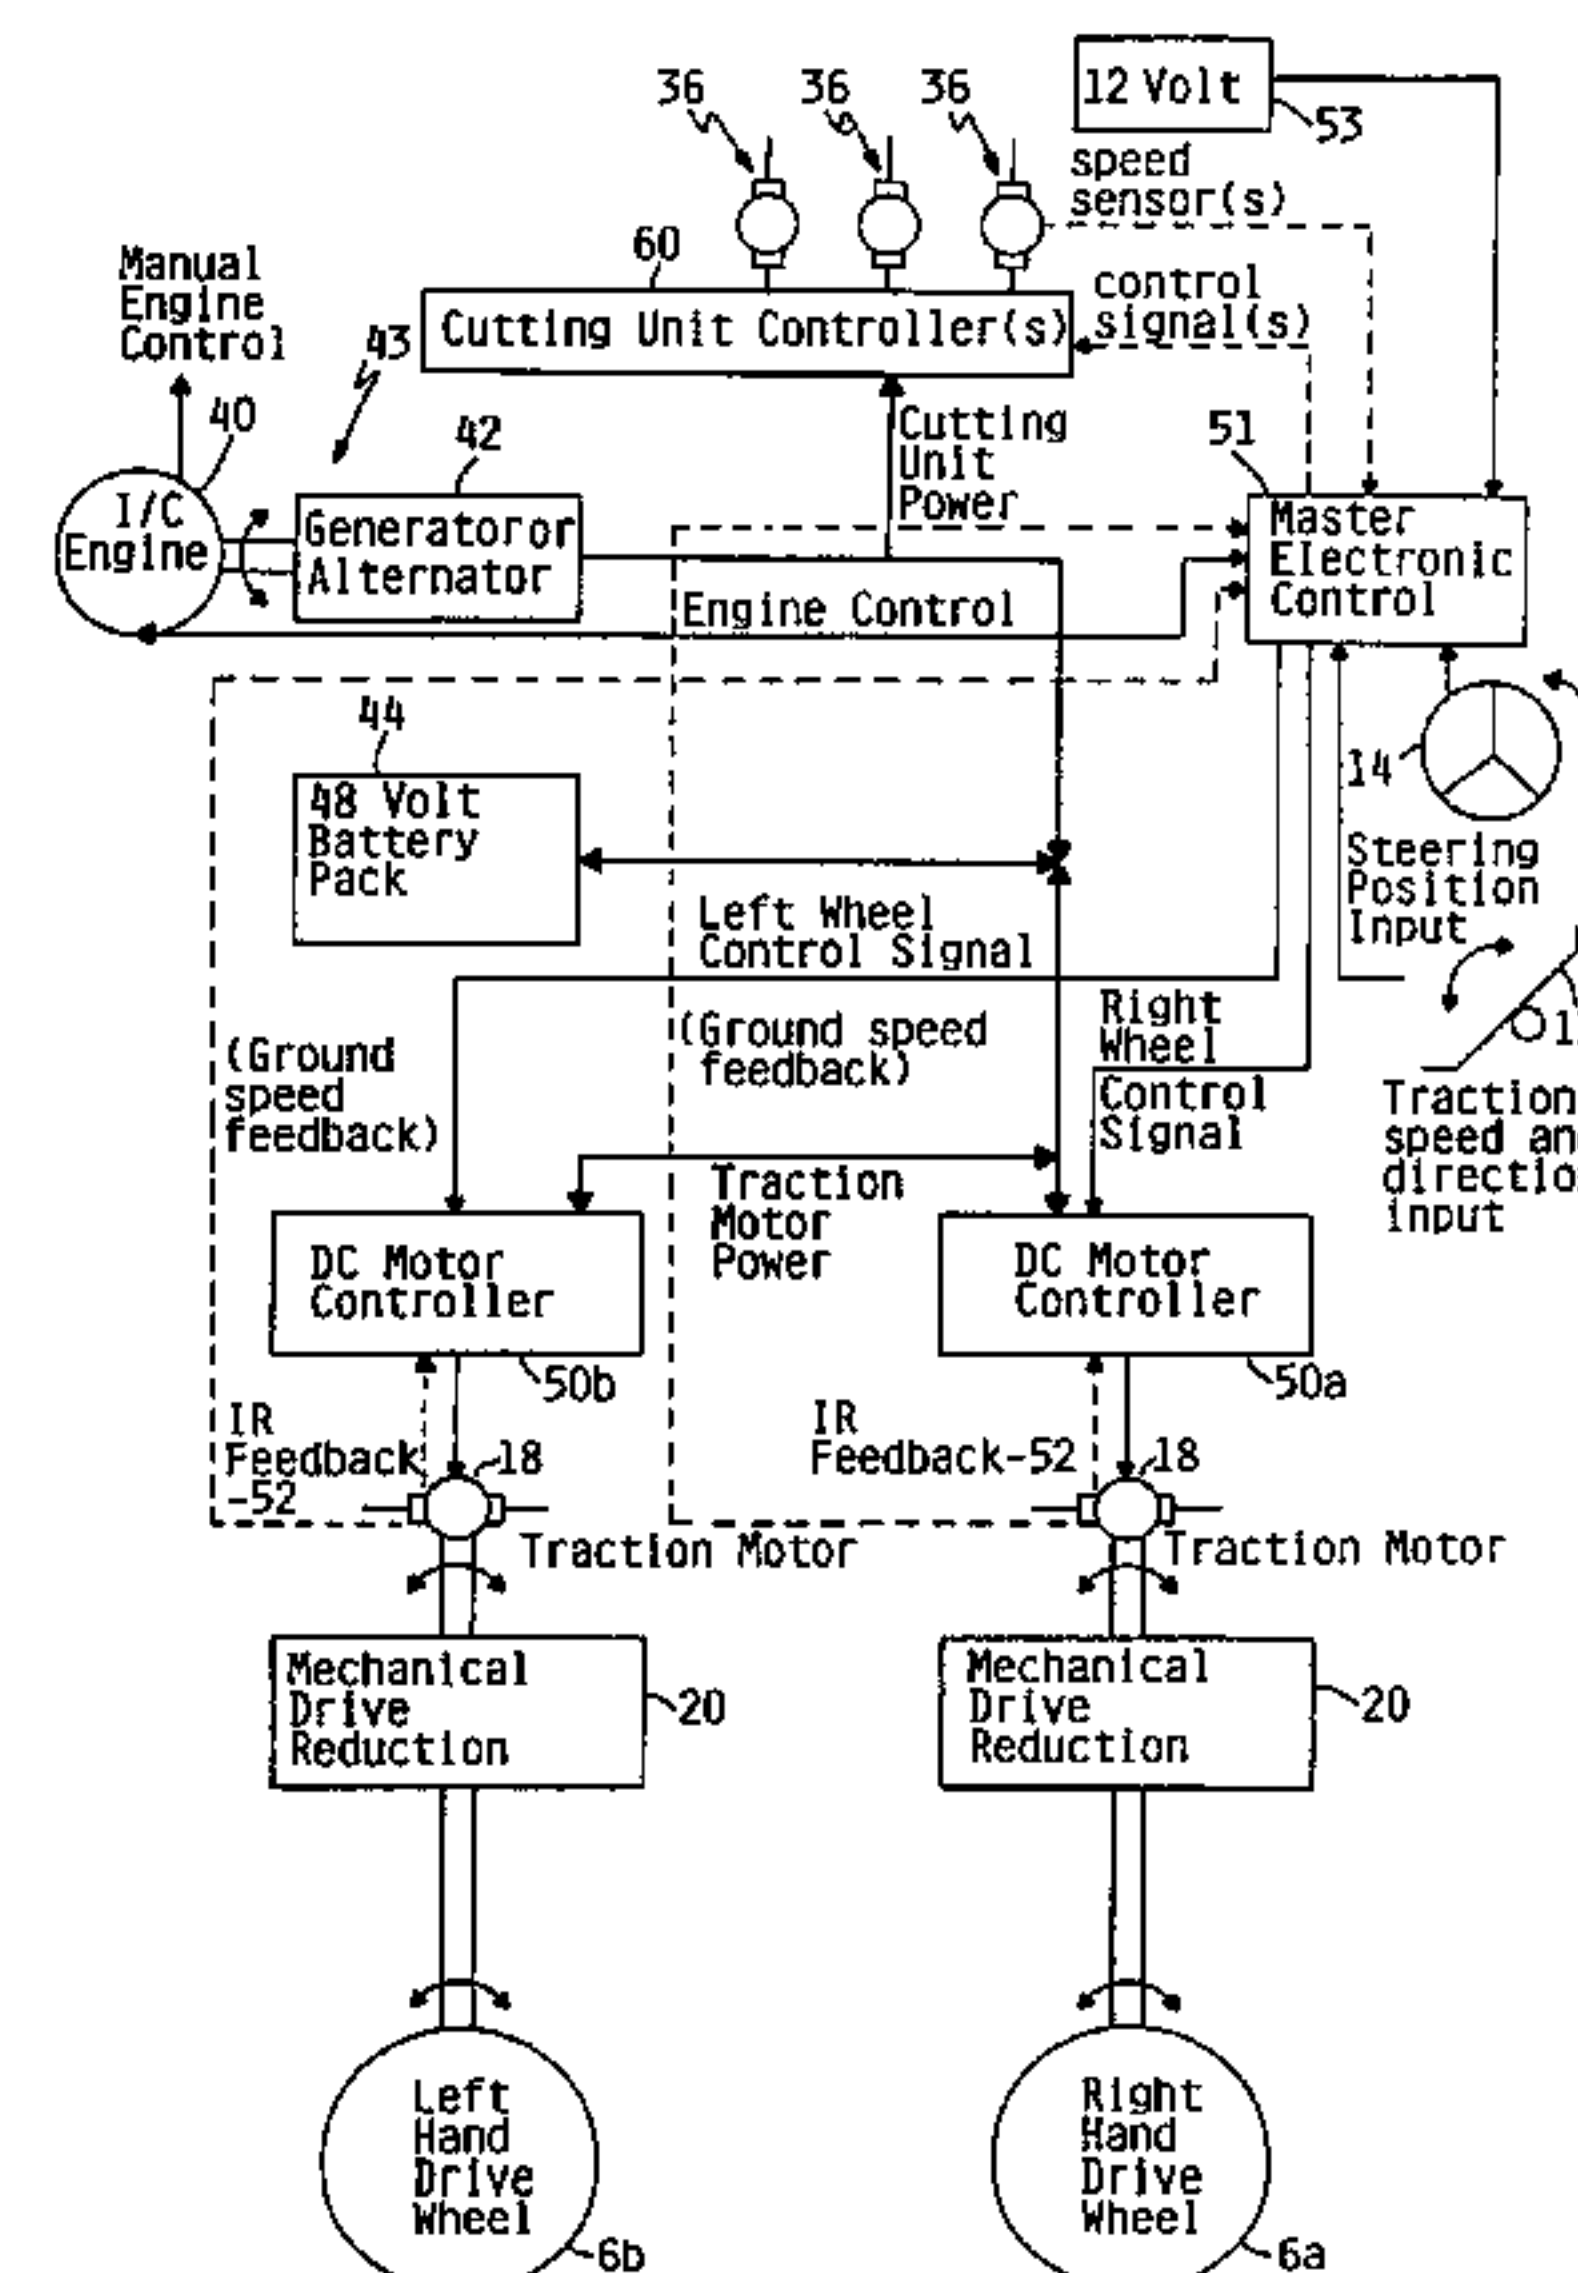 12 Volt
53
36
36
36
speed
sensor(s)
60
Manual
Engine
Control
control
signal(s)
Cutting Unit Controller(s)
43
40
42
Cutting
Unit
Power
51
I/C
Engine
Generatoror
Alternator
Master
Electronic
Control
Engine Control
44
48 Volt
Battery
Pack
14
Steering
Position
Input
Left Wheel
Control Signal
(Ground speed
feedback)
Right
Wheel
Control
Signal
(Ground
speed
feedback)
Traction
speed
input
Traction
Motor
Power
DC Motor
Controller
DC Motor
Controller
50b
50a
IR
Feedback
-52
18
IR
Feedback-52
18
Traction Motor
Traction Motor
Mechanical
Drive
Reduction
20
Mechanical
Drive
Reduction
20
Left
Hand
Drive
Wheel
6b
Right
Hand
Drive
Wheel
6a